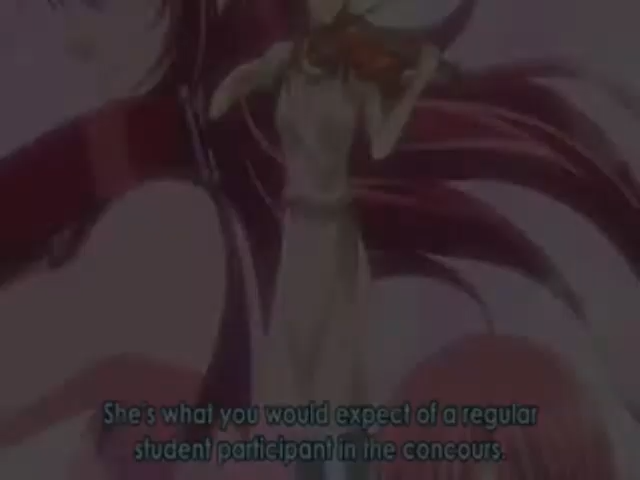 She's what you would expect of a regular
student participant in the concours.